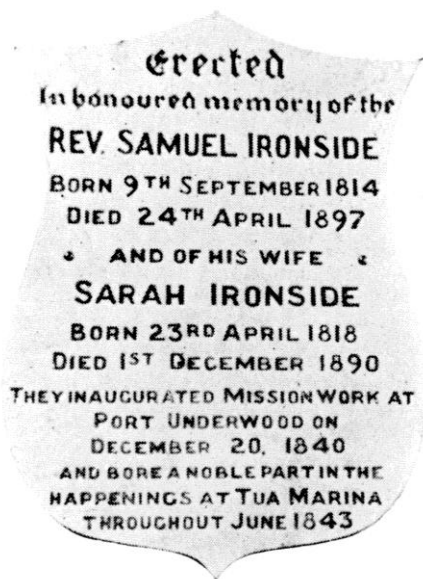 Erected
In honoured memory of the
REV. SAMUEL IRONSIDE
BORN 9TH SEPTEMBER 1814
DIED 24TH APRIL 1897
AND OF HIS WIFE
SARAH IRONSIDE
BORN 23RD APRIL 1818
DIED 1ST DECEMBER 1890
THEY INAUGURATED MISSION WORK AT
PORT UNDERWOOD ON
DECEMBER 20, 1840
AND BORE A NOBLE PART IN THE
HAPPENINGS AT TUA MARINA
THROUGHOUT JUNE 1843